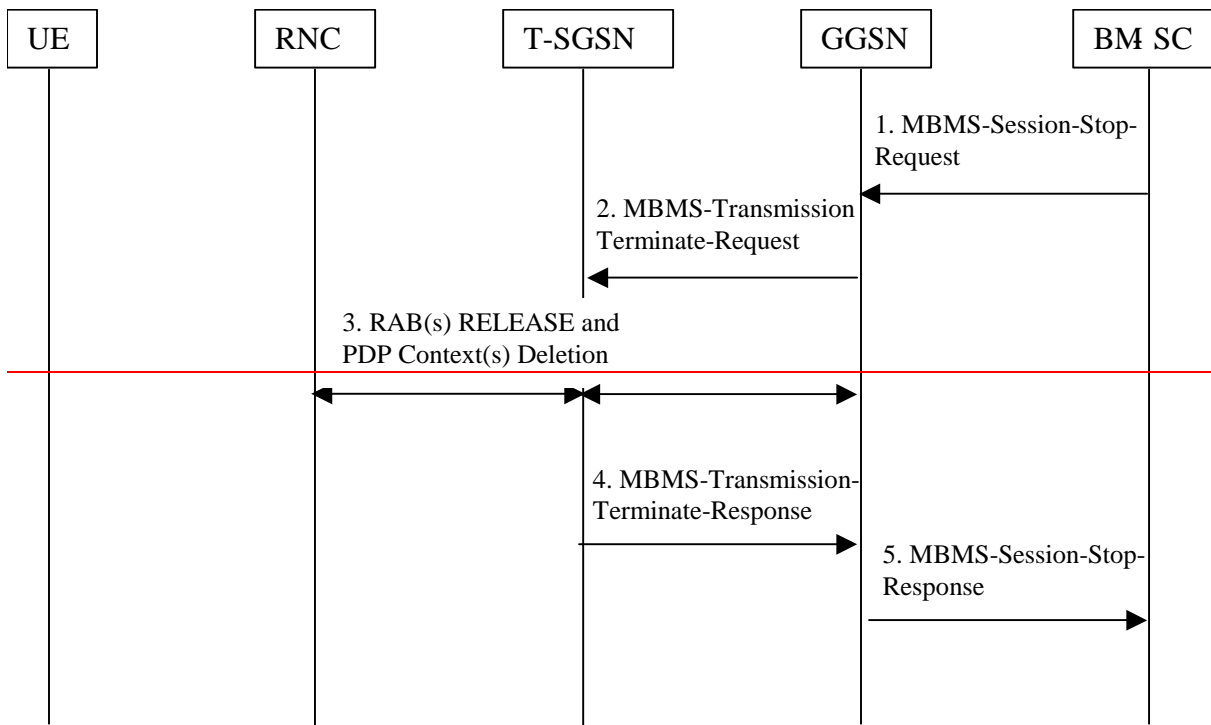 UE RNC T-SGSN GGSN BM-SC
1. MBMS-Session-Stop-
Request
2. MBMS-Transmission
Terminate-Request
3. RAB(s) RELEASE and
PDP Context(s) Deletion
4. MBMS-Transmission-
Terminate-Response
5. MBMS-Session-Stop-
Response